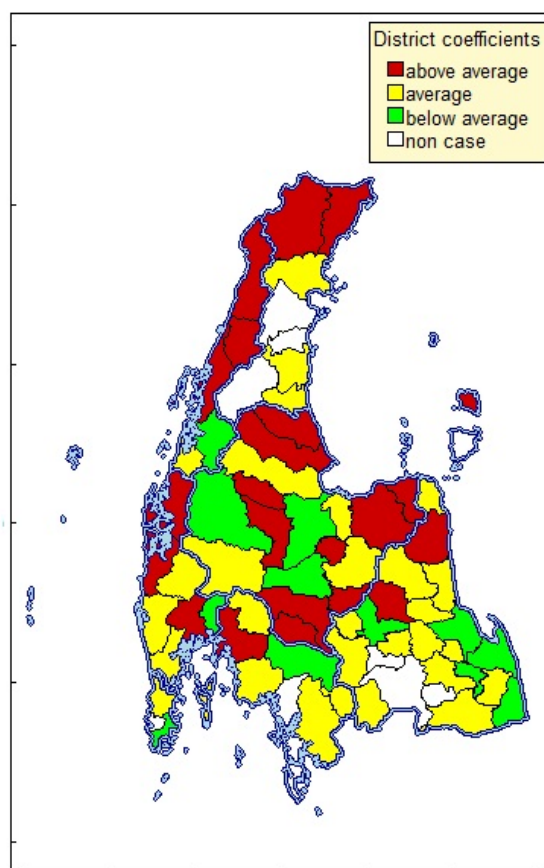 District coefficients
above average
average
below average
non case